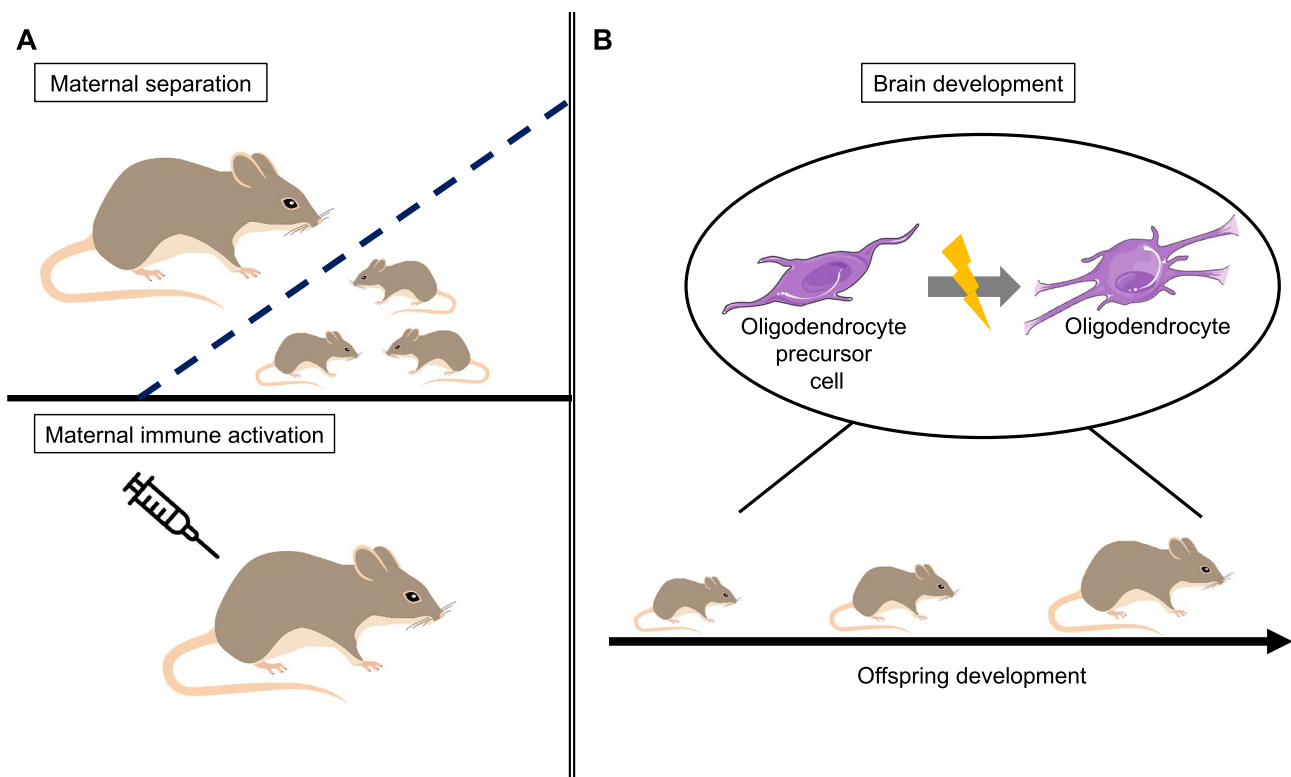 A
Maternal separation
Maternal immune activation
B
Brain development
Oligodendrocyte
precursor
cell
Oligodendrocyte
Offspring development